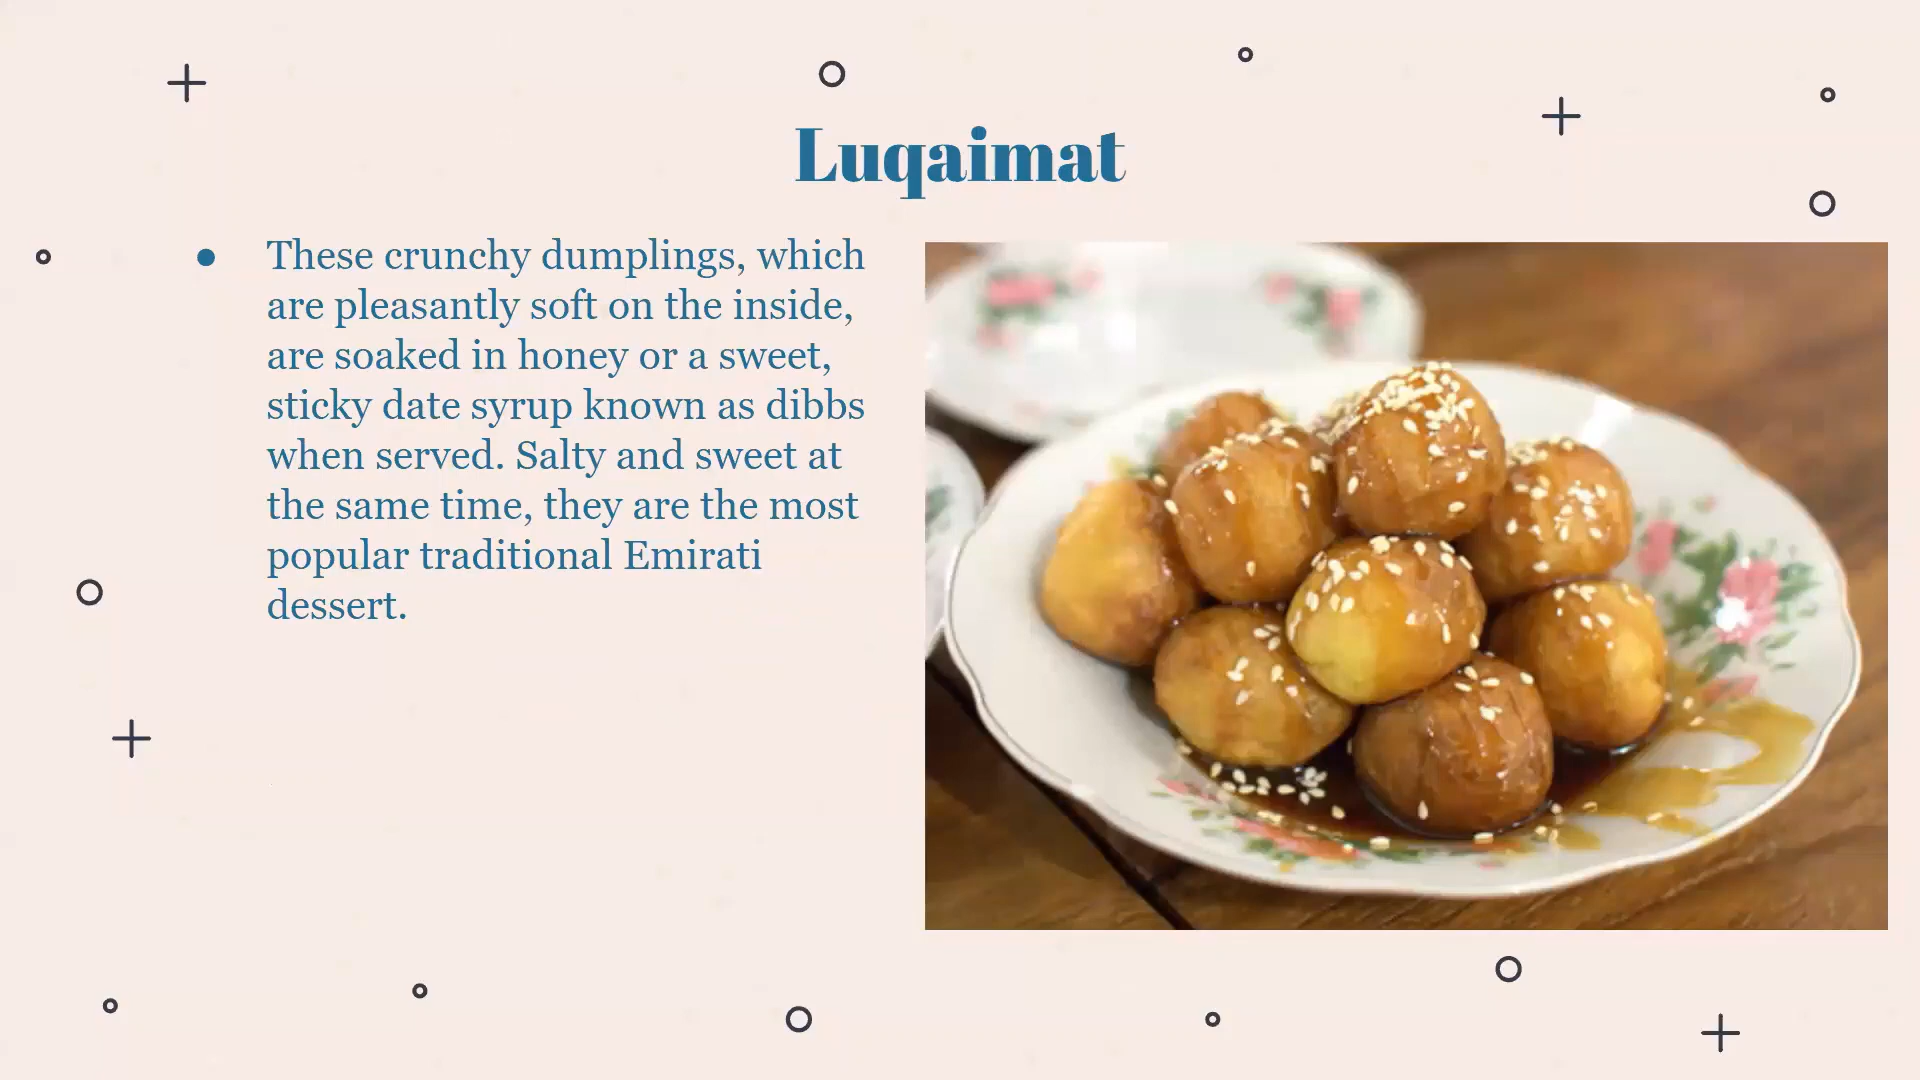 Luqaimat
These crunchy dumplings, which
are pleasantly soft on the inside,
are soaked in honey or a sweet,
sticky date syrup known as dibbs
when served. Salty and sweet at
the same time, they are the most
popular traditional Emirati
dessert.